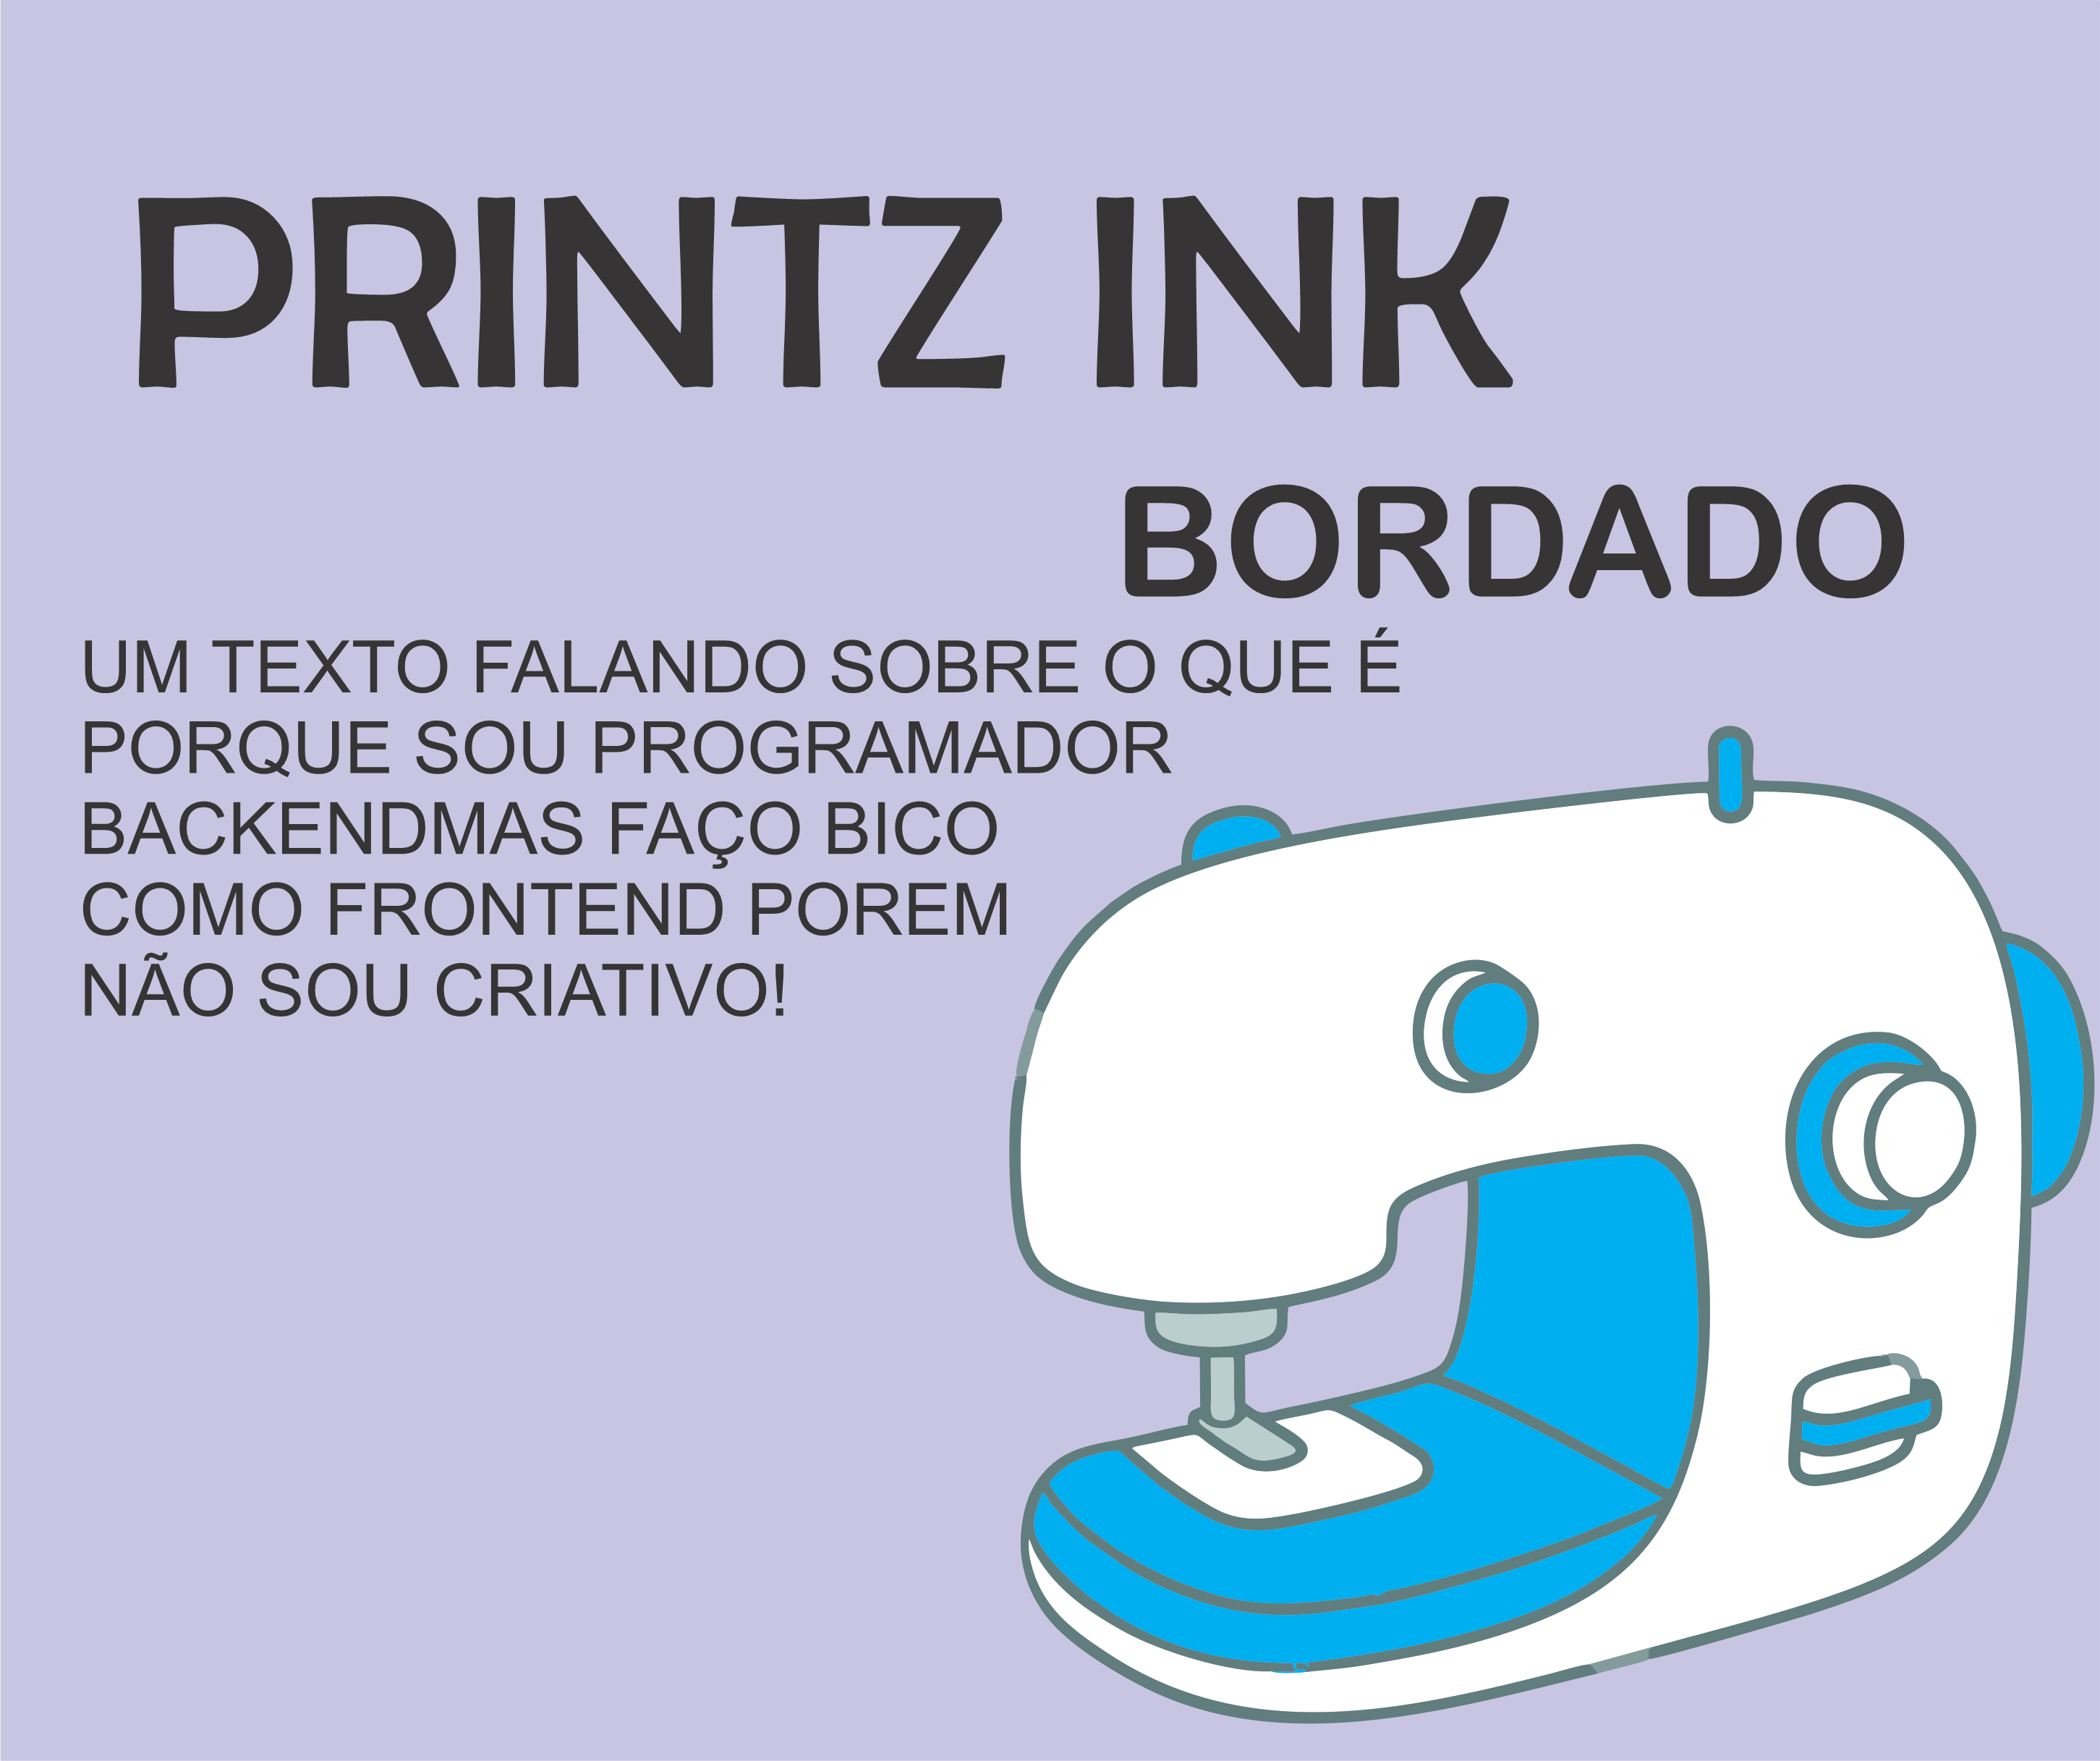 PRINTZ INK
BORDADO
UM TEXTO FALANDO SOBRE O QUE É
PORQUE SOU PROGRAMADOR
BACKENDMAS FAÇO BICO
COMO FRONTEND POREM
NÃO SOU CRIATIVO!